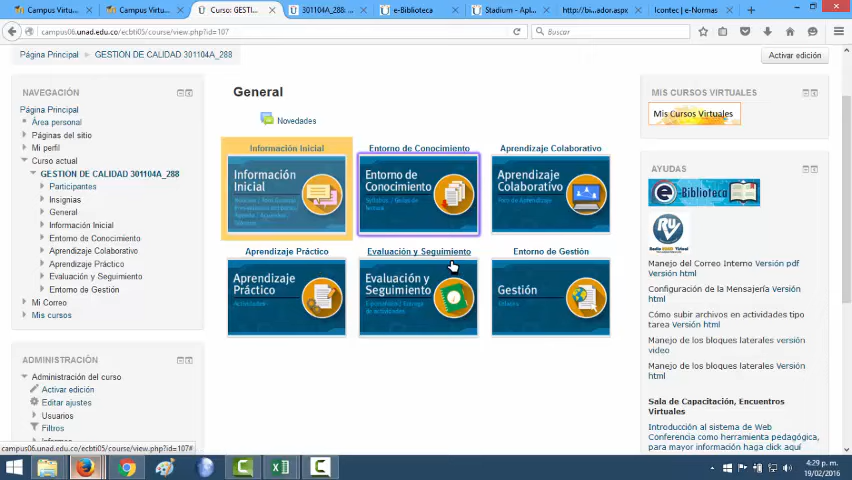 Campus Virtu...
Campus Virtu...
Curso: GESTI...
301104A_288:
e-Biblioteca
Stadium - Apl...
http://bi...ador.aspx
Icontec | e-Normas
campus06.unad.edu.co/ecbti05/course/view.php?id=107
Buscar
Página Principal
GESTION DE CALIDAD 301104A_288
Activar edición
NAVEGACIÓN
Página Principal
Área personal
Páginas del sitio
Mi perfil
Curso actual
GESTION DE CALIDAD 301104A_288
Participantes
Insignias
General
Información Inicial
Entorno de Conocimiento
Aprendizaje Colaborativo
Aprendizaje Práctico
Evaluación y Seguimiento
Entorno de Gestión
Mi Correo
Mis cursos
ADMINISTRACIÓN
Administración del curso
Activar edición
Editar ajustes
Usuarios
Filtros
Informes
General
Novedades
Información Inicial
Entorno de Conocimiento
Aprendizaje Colaborativo
Información
Inicial
Entorno de
Conocimiento
Aprendizaje
Colaborativo
Aprendizaje Práctico
Evaluación y Seguimiento
Entorno de Gestión
Aprendizaje
Práctico
Actividades
Evaluación y
Seguimiento
Gestión
MIS CURSOS VIRTUALES
Mis Cursos Virtuales
AYUDAS
e Biblioteca
RUV
Manejo del Correo Interno Versión pdf
Versión html
Configuración de la Mensajería Versión
html
Cómo subir archivos en actividades tipo
tarea Versión html
Manejo de los bloques laterales versión
video
Manejo de los bloques laterales versión
html
Sala de Capacitación, Encuentros
Virtuales
Introducción al sistema de Web
Conferencia como herramienta pedagógica,
para mayor información haga click aquí
campus06.unad.edu.co/ecbti05/course/view.php?id=107#
4:29 p. m.
19/02/2016